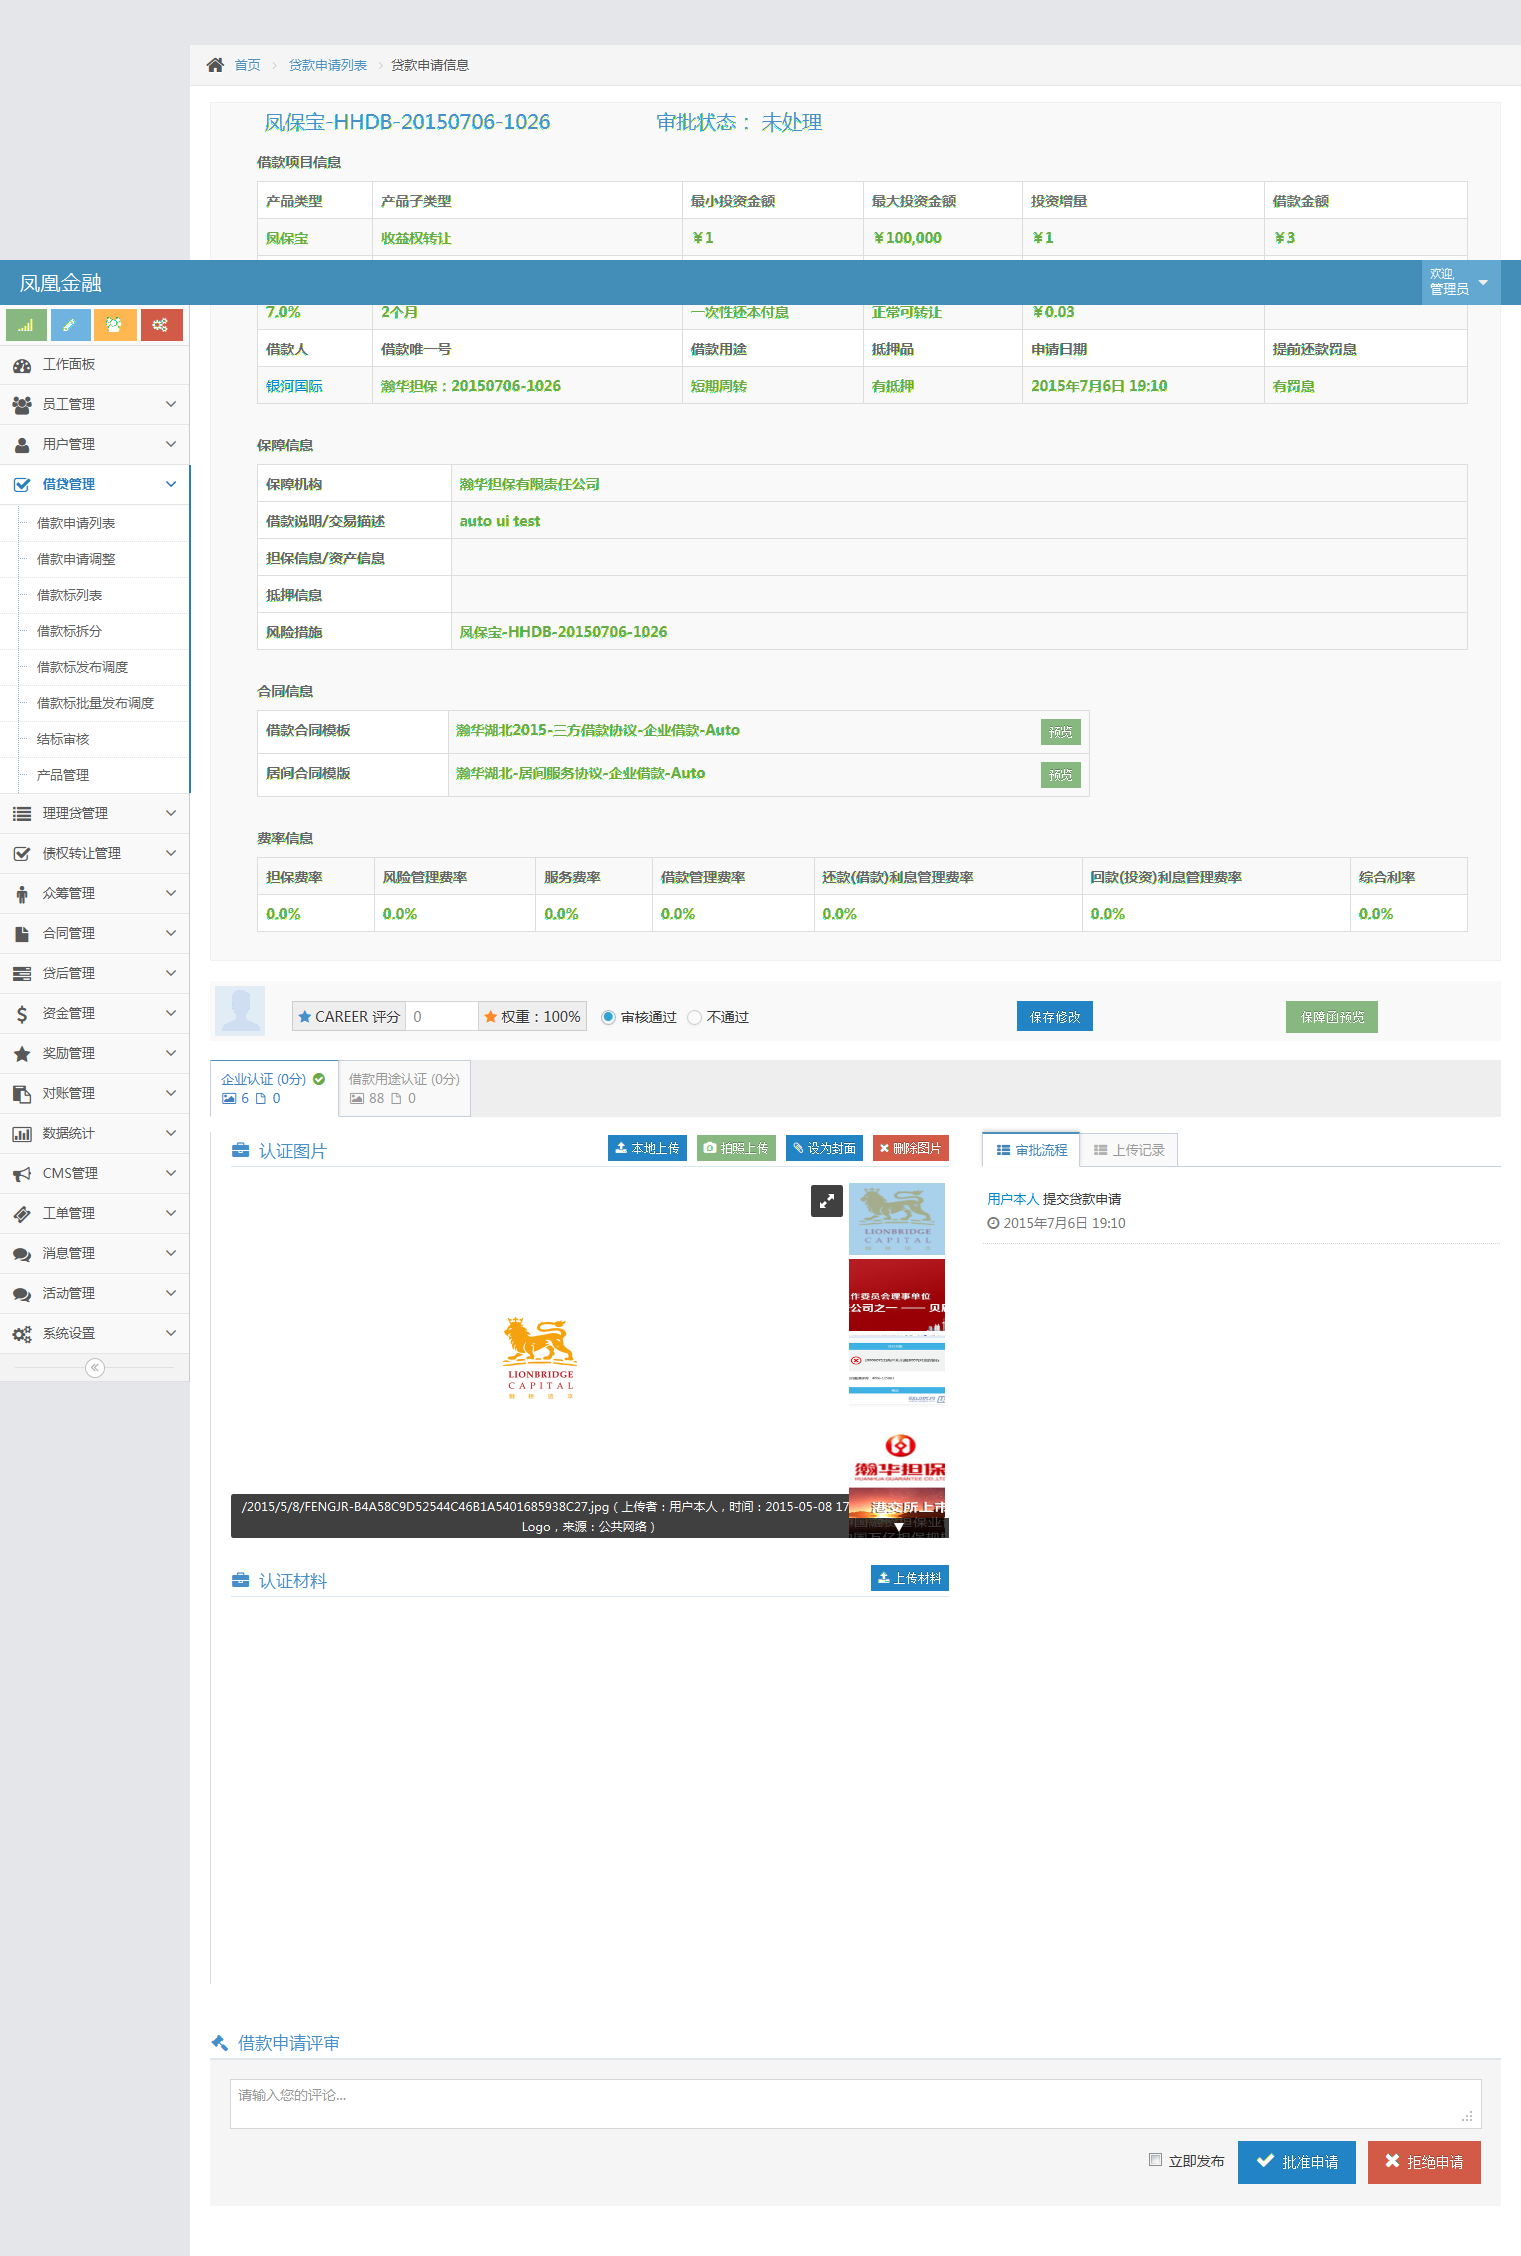 首页 贷款申请列表 贷款申请信息
凤保宝-HHDB-20150706-1026 审批状态： 未处理
借款项目信息
产品类型 产品子类型 最小投资金额 最大投资金额 投资增量 借款金额
凤保宝 收益权转让 ￥1 ￥100,000 ￥1 ￥3
凤凰金融 欢迎,
管理员
7.0% 2个月 一次性还本付息 正常可转让 ￥0.03
借款人 借款唯一号 借款用途 抵押品 申请日期 提前还款罚息
银河国际 瀚华担保：20150706-1026 短期周转 有抵押 2015年7月6日 19:10 有罚息
保障信息
保障机构 瀚华担保有限责任公司
借款说明/交易描述 auto ui test
担保信息/资产信息
抵押信息
风险措施 凤保宝-HHDB-20150706-1026
合同信息
借款合同模板 瀚华湖北2015-三方借款协议-企业借款-Auto 预览
居间合同模版 瀚华湖北-居间服务协议-企业借款-Auto 预览
费率信息
担保费率 风险管理费率 服务费率 借款管理费率 还款(借款)利息管理费率 回款(投资)利息管理费率 综合利率
0.0% 0.0% 0.0% 0.0% 0.0% 0.0% 0.0%
工作面板
员工管理
用户管理
借贷管理
借款申请列表
借款申请调整
借款标列表
借款标拆分
借款标发布调度
借款标批量发布调度
结标审核
产品管理
理理贷管理
债权转让管理
众筹管理
合同管理
贷后管理
资金管理
奖励管理
对账管理
数据统计
CMS管理
工单管理
消息管理
活动管理
系统设置
CAREER 评分 0 权重：100% 审核通过 不通过 保存修改 保障函预览
企业认证 (0分) 借款用途认证 (0分)
6 0 88 0
认证图片 本地上传 拍照上传 设为封面 删除图片
审批流程 上传记录
用户本人 提交贷款申请
2015年7月6日 19:10
LIONBRIDGE
CAPITAL
LIONBRIDGE
CAPITAL
作委员会理事单位
公司之一 —— 贝
瀚华担保
HUANHUA GUARANTEE CO.,LT
港交所上市
/2015/5/8/FENGJR-B4A58C9D52544C46B1A5401685938C27.jpg ( 上传者：用户本人，时间：2015-05-08 17
Logo，来源：公共网络 )
认证材料 上传材料
借款申请评审
请输入您的评论...
立即发布 批准申请 拒绝申请